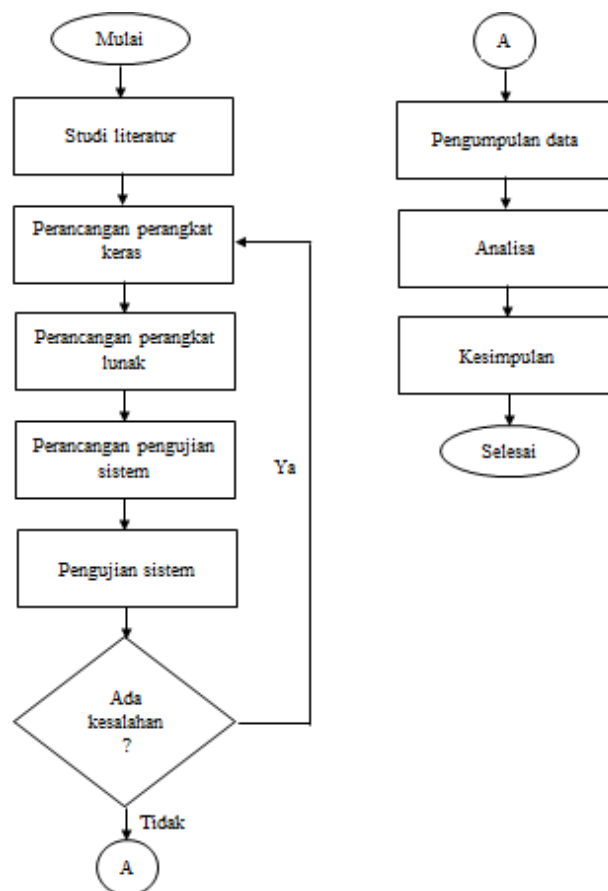 Mulai
Studi literatur
Perancangan perangkat
keras
Perancangan perangkat
lunak
Perancangan pengujian
sistem
Pengujian sistem
Ada
kesalahan
?
Ya
Tidak
A
A
Pengumpulan data
Analisa
Kesimpulan
Selesai